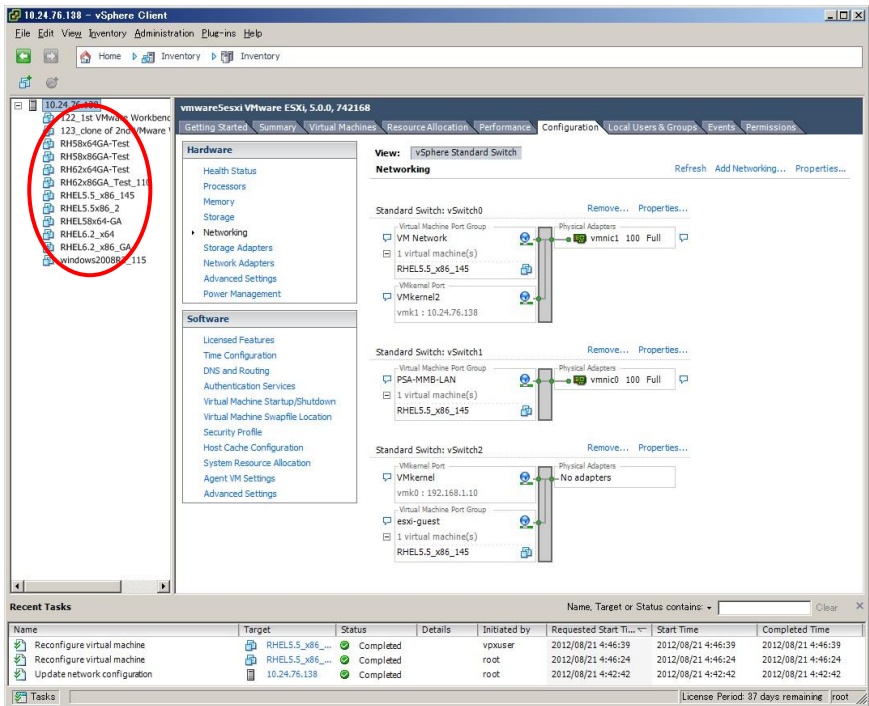 10.24.76.138 - vSphere Client
File Edit View Inventory Administration Plug-ins Help
Home Inventory Inventory
10.24.76.138
122_1st VMware Workbenc
123_clone of 2nd VMware
RH58x64GA-Test
RH58x86GA-Test
RH62x64GA-Test
RH62x86GA_Test_110
RHEL5.5_x86_145
RHEL5.5x86_2
RHEL58x64-GA
RHEL6.2_x64
RHEL6.2_x86_GA
windows2008R2_115
vmware5esxi VMware ESXi, 5.0.0, 742168
Getting Started Summary Virtual Machines Resource Allocation Performance Configuration Local Users & Groups Events Permissions
Hardware
Health Status
Processors
Memory
Storage
Networking
Storage Adapters
Network Adapters
Advanced Settings
Power Management
Software
Licensed Features
Time Configuration
DNS and Routing
Authentication Services
Virtual Machine Startup/Shutdown
Virtual Machine Swapfile Location
Security Profile
Host Cache Configuration
System Resource Allocation
Agent VM Settings
Advanced Settings
View: vSphere Standard Switch
Networking Refresh Add Networking... Properties...
Standard Switch: vSwitch0 Remove... Properties...
Virtual Machine Port Group Physical Adapters
VM Network vmnic1 100 Full
1 virtual machine(s)
RHEL5.5_x86_145
VMkernel Port
VMkernel2
vmk1 : 10.24.76.138
Standard Switch: vSwitch1 Remove... Properties...
Virtual Machine Port Group Physical Adapters
PSA-MMB-LAN vmnic0 100 Full
1 virtual machine(s)
RHEL5.5_x86_145
Standard Switch: vSwitch2 Remove... Properties...
VMkernel Port Physical Adapters
VMkernel No adapters
vmk0 : 192.168.1.10
Virtual Machine Port Group
esxi-guest
1 virtual machine(s)
RHEL5.5_x86_145
Recent Tasks Name, Target or Status contains: Clear
Name Target Status Details Initiated by Requested Start Ti... Start Time Completed Time
Reconfigure virtual machine RHEL5.5_x86_... Completed vpxuser 2012/08/21 4:46:39 2012/08/21 4:46:39 2012/08/21 4:46:39
Reconfigure virtual machine RHEL5.5_x86_... Completed root 2012/08/21 4:46:24 2012/08/21 4:46:24 2012/08/21 4:46:24
Update network configuration 10.24.76.138 Completed root 2012/08/21 4:42:42 2012/08/21 4:42:42 2012/08/21 4:42:42
Tasks License Period: 37 days remaining root